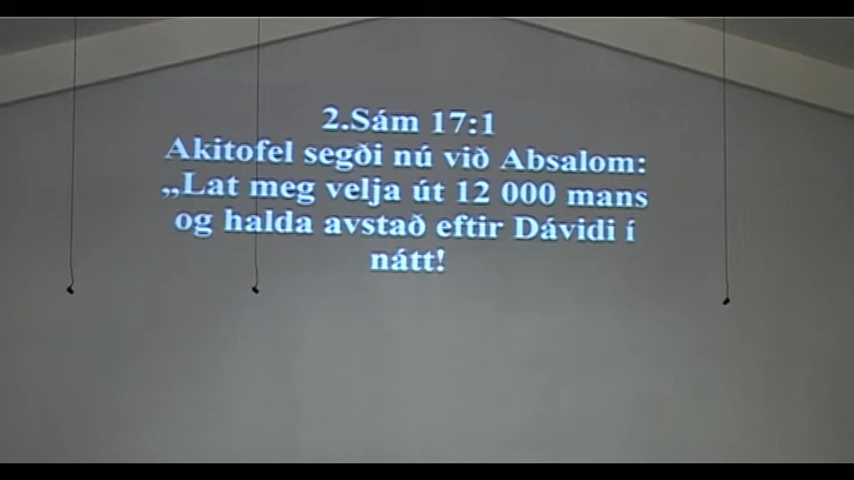 2.Sám 17:1
Akitofel segði nú við Absalom:
„Lat meg velja út 12 000 mans
og halda avstað eftir Dávidi í
nátt!